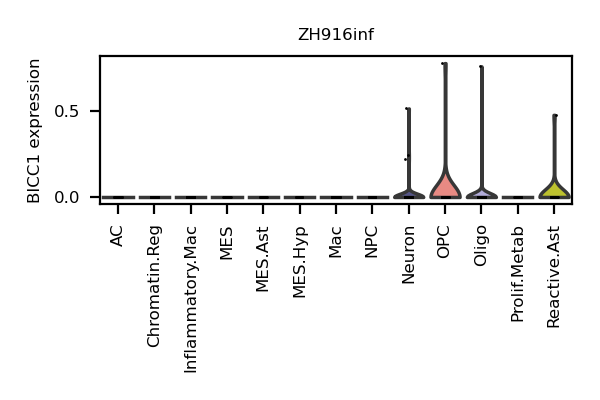 ZH916inf
BICC1 expression
0.5
0.0
AC
Chromatin.Reg
Inflammatory.Mac
MES
MES.Ast
MES.Hyp
Mac
NPC
Neuron
OPC
Oligo
Prolif.Metab
Reactive.Ast